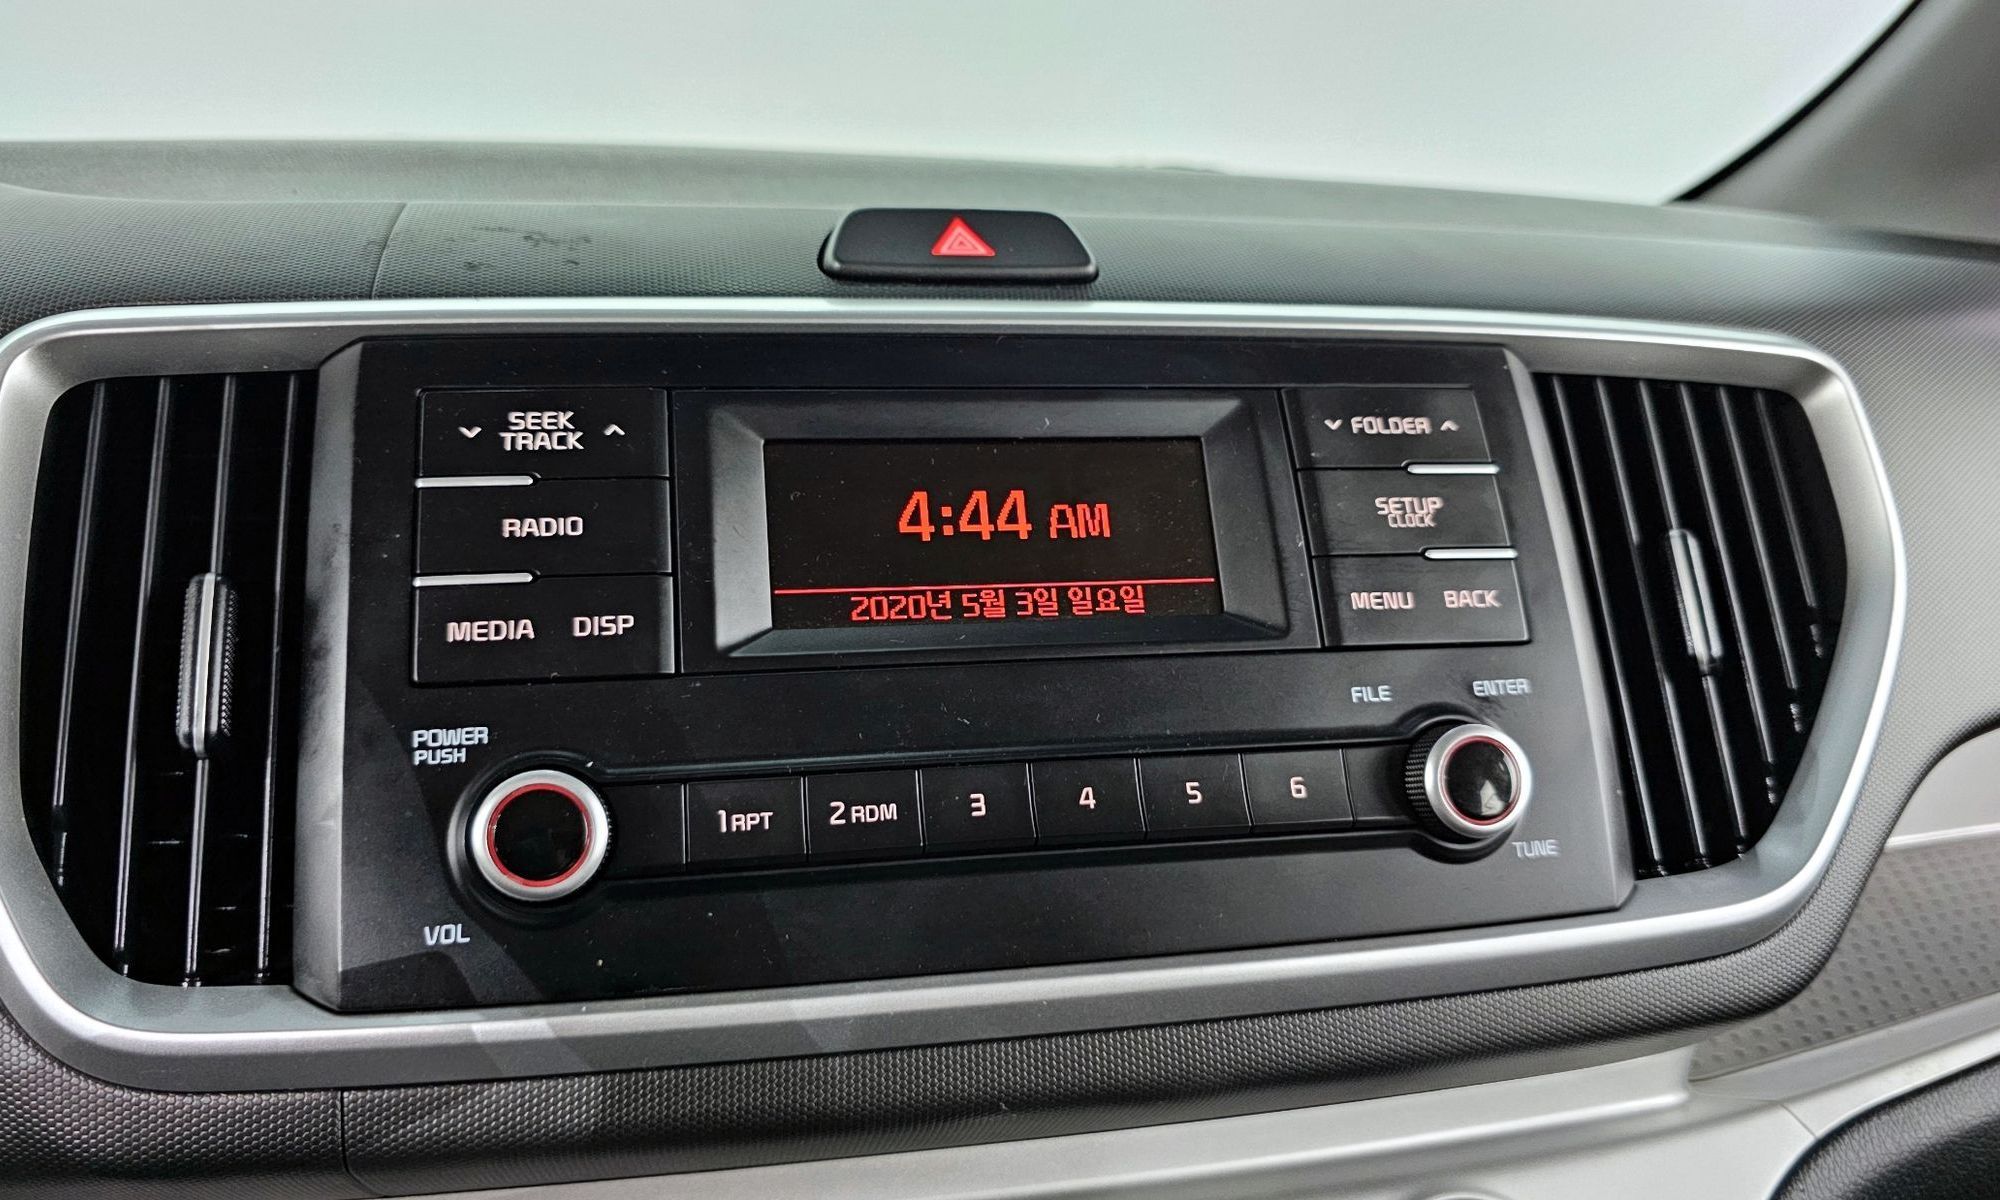 SEEK
TRACK
RADIO
MEDIA DISP
4:44 AM
2020년 5월 3일 일요일
FOLDER
SETUP
CLOCK
MENU BACK
POWER
PUSH
VOL
1 RPT 2 RDM 3 4 5 6
FILE ENTER
TUNE